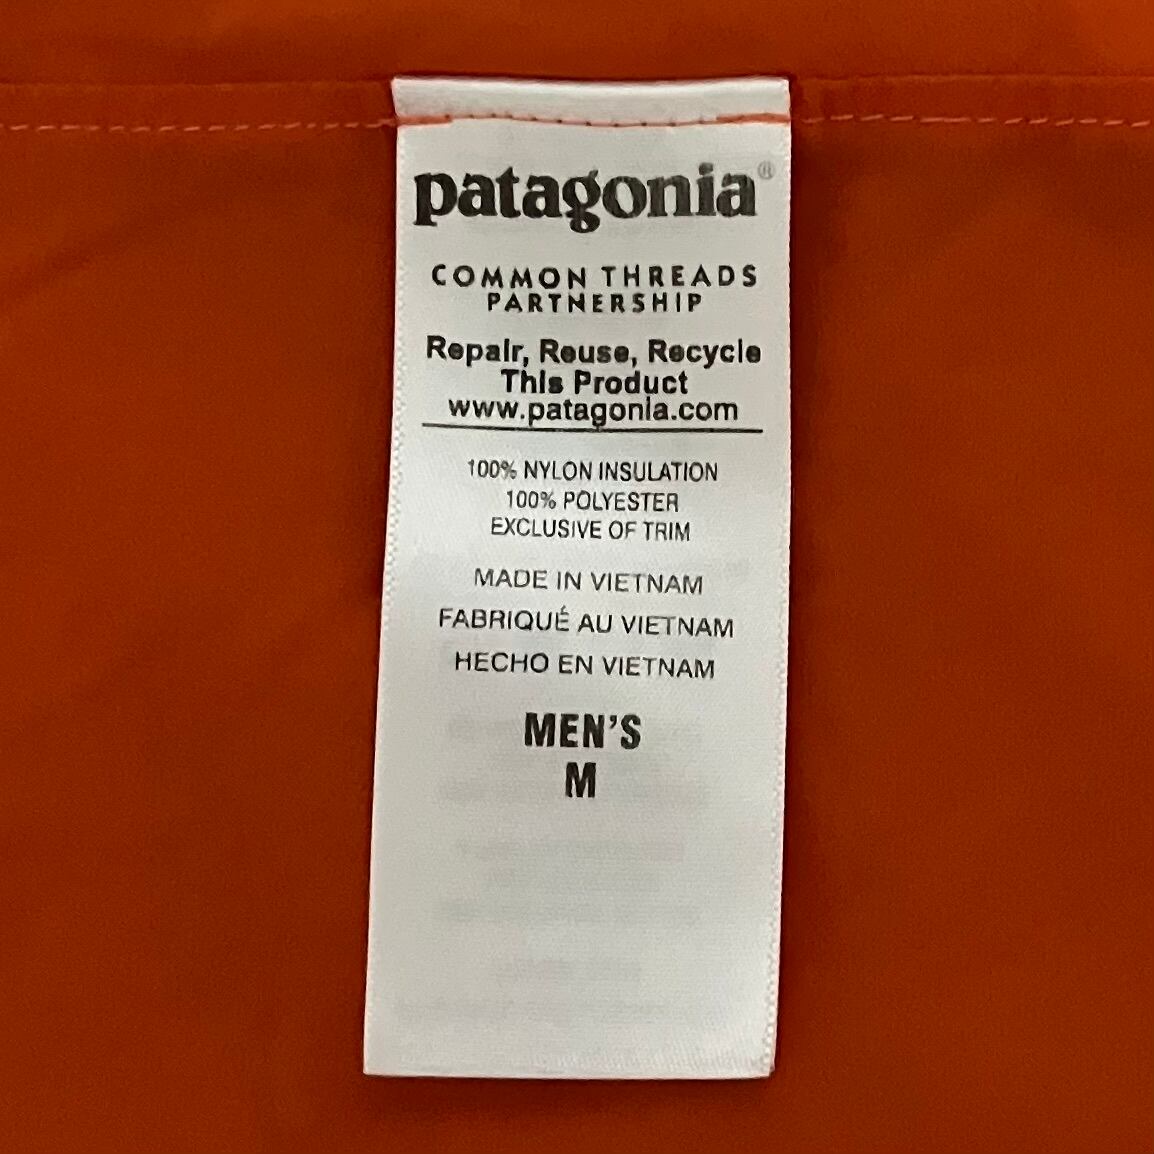 patagonia®
COMMON THREADS
PARTNERSHIP
Repair, Reuse, Recycle
This Product
www.patagonia.com
100% NYLON INSULATION
100% POLYESTER
EXCLUSIVE OF TRIM
MADE IN VIETNAM
FABRIQUÉ AU VIETNAM
HECHO EN VIETNAM
MEN'S
M